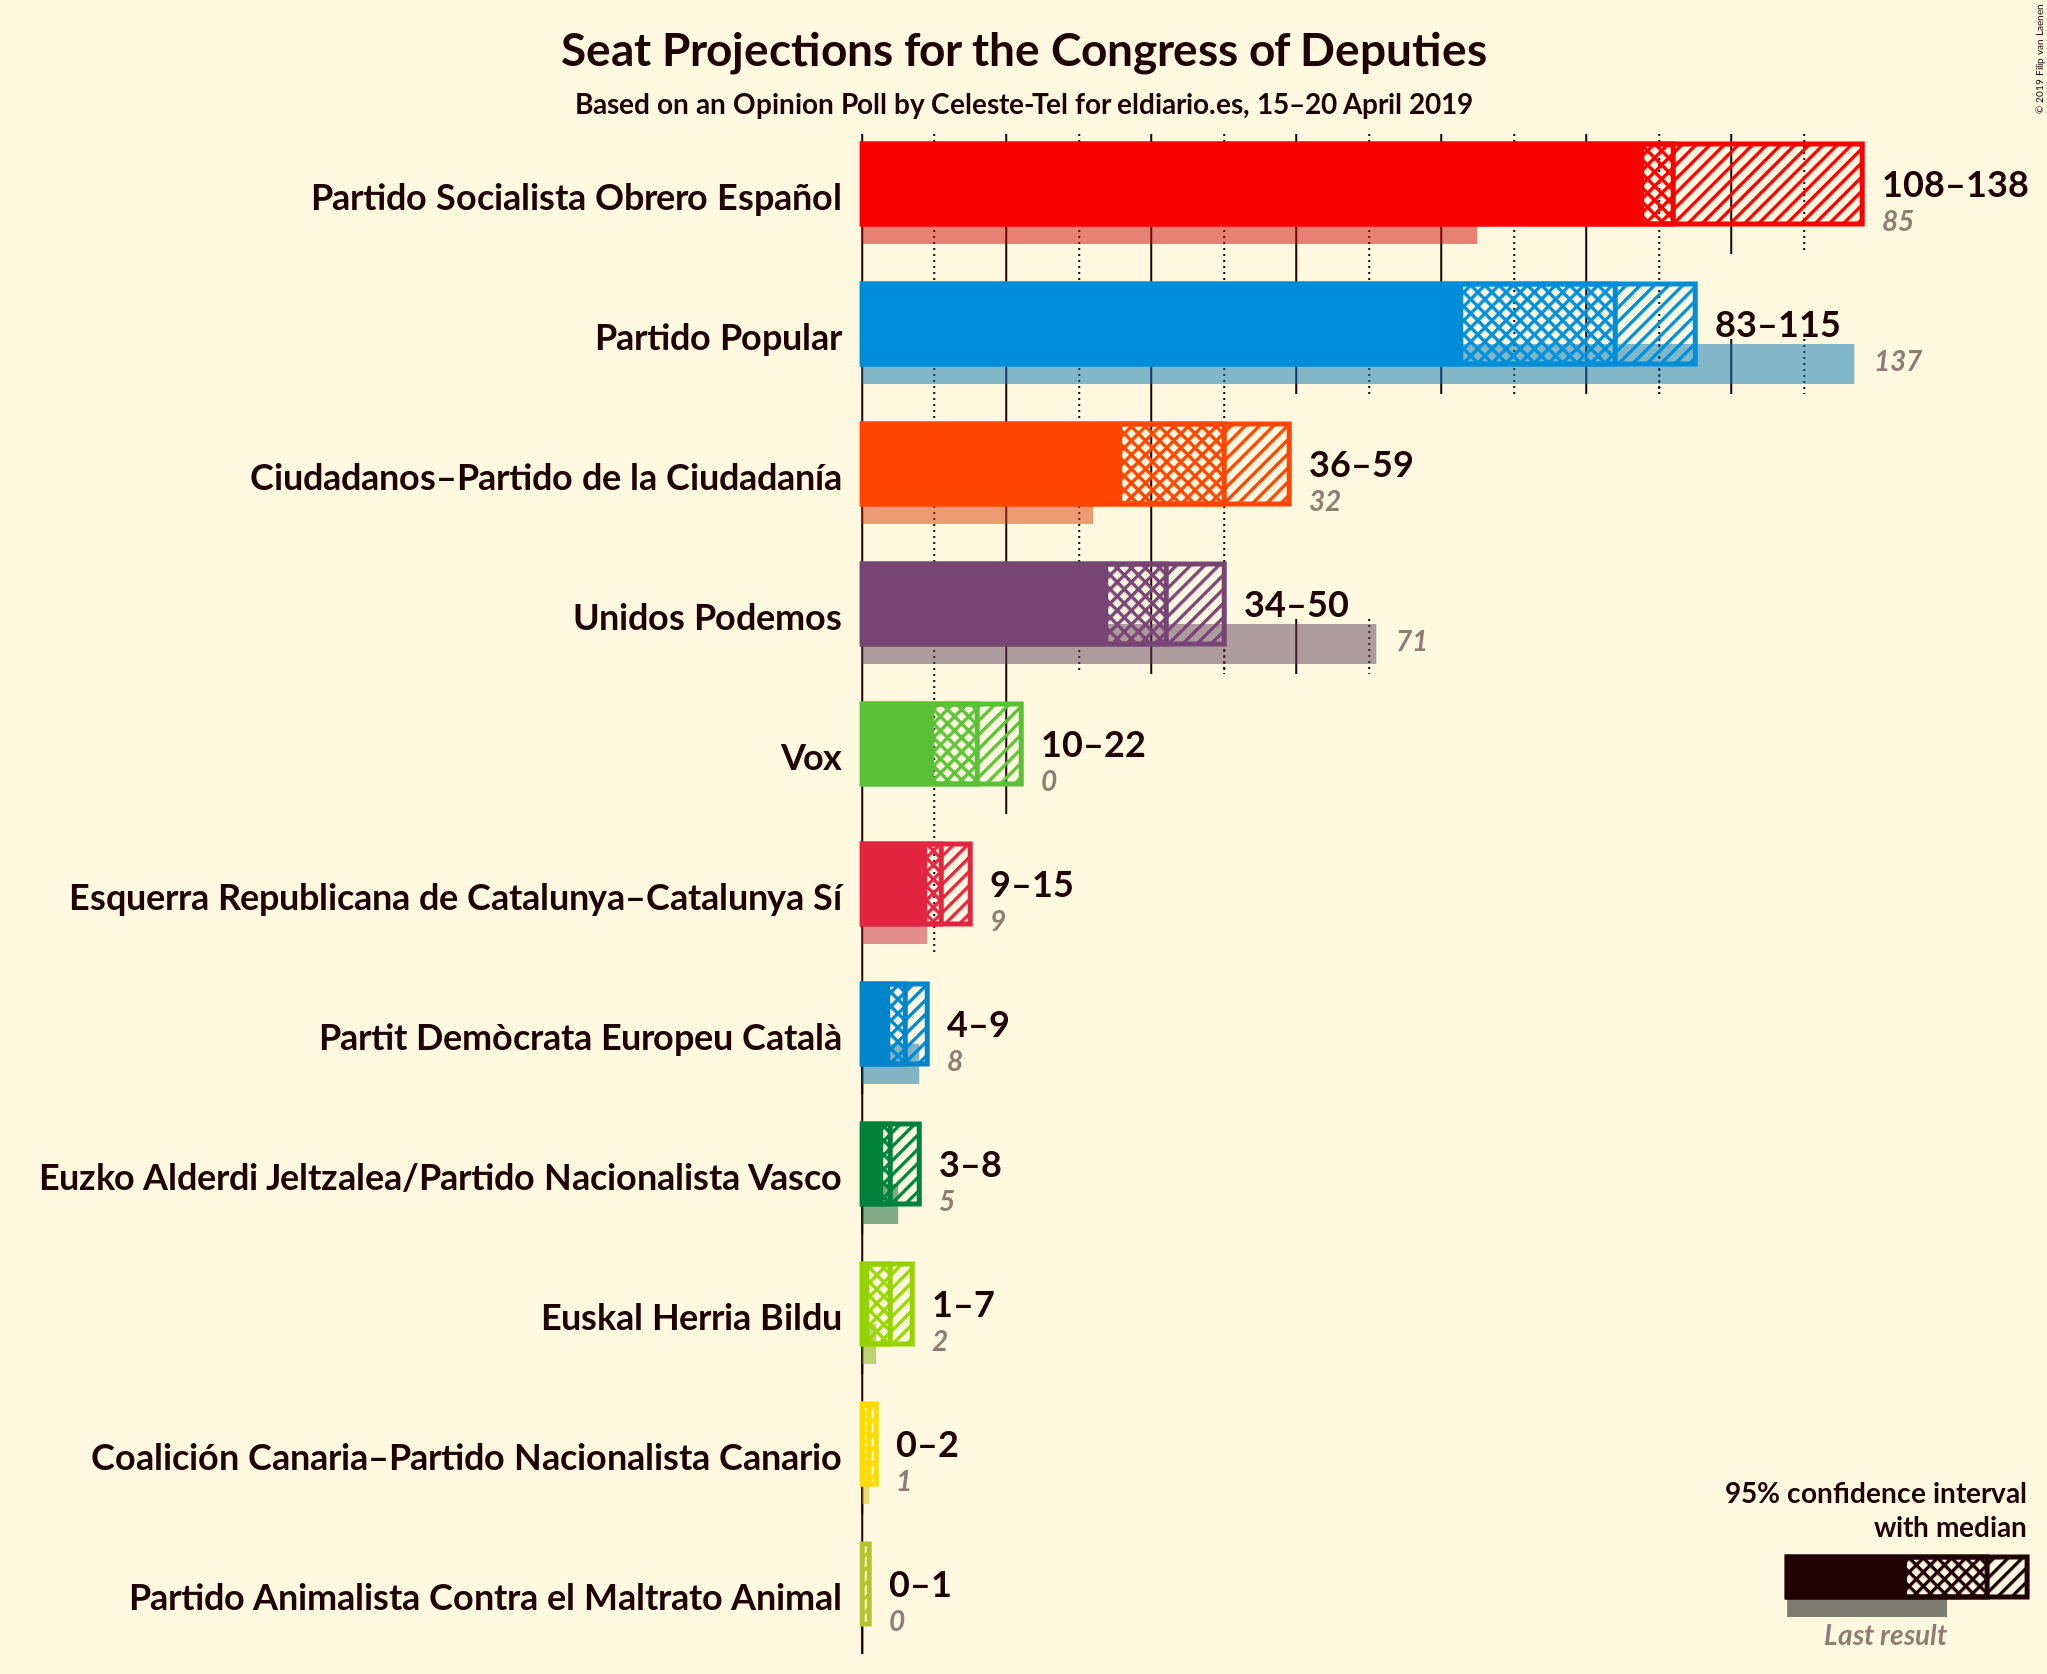 Seat Projections for the Congress of Deputies
Based on an Opinion Poll by Celeste-Tel for eldiario.es, 15–20 April 2019
© 2019 Filip van Laenen
Partido Socialista Obrero Español
108–138
85
Partido Popular
83–115
137
Ciudadanos–Partido de la Ciudadanía
36–59
32
Unidos Podemos
34–50
71
Vox
10–22
0
Esquerra Republicana de Catalunya–Catalunya Sí
9–15
9
Partit Demòcrata Europeu Català
4–9
8
Euzko Alderdi Jeltzalea/Partido Nacionalista Vasco
3–8
5
Euskal Herria Bildu
1–7
2
Coalición Canaria–Partido Nacionalista Canario
0–2
1
Partido Animalista Contra el Maltrato Animal
0–1
0
95% confidence interval
with median
Last result